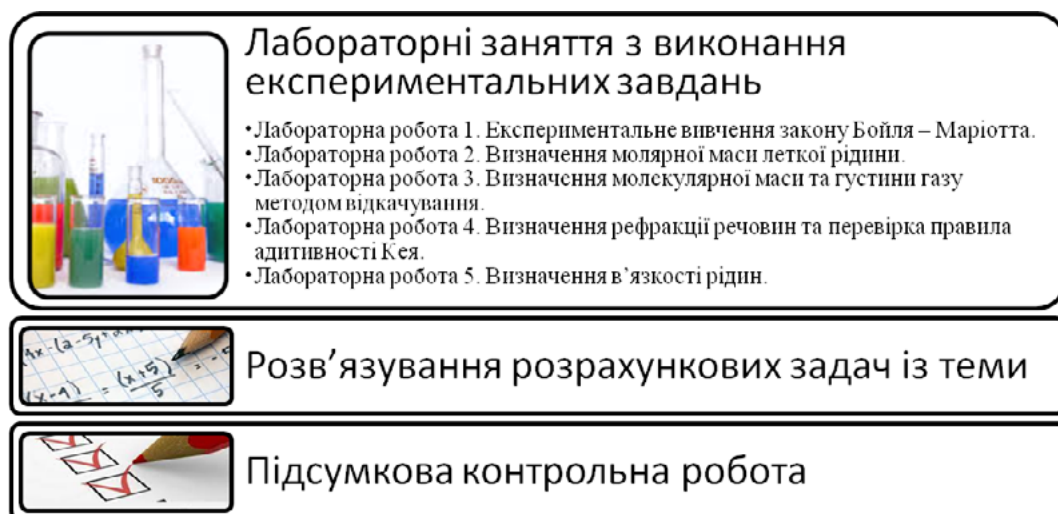 Лабораторні заняття з виконання
експериментальних завдань
•Лабораторна робота 1. Експериментальне вивчення закону Бойля – Маріотта.
•Лабораторна робота 2. Визначення молярної маси леткої рідини.
•Лабораторна робота 3. Визначення молекулярної маси та густини газу
методом відкачування.
•Лабораторна робота 4. Визначення рефракції речовин та перевірка правила
адитивності Кея.
•Лабораторна робота 5. Визначення в’язкості рідин.
(x+5)
5
Розв’язування розрахункових задач із теми
Підсумкова контрольна робота